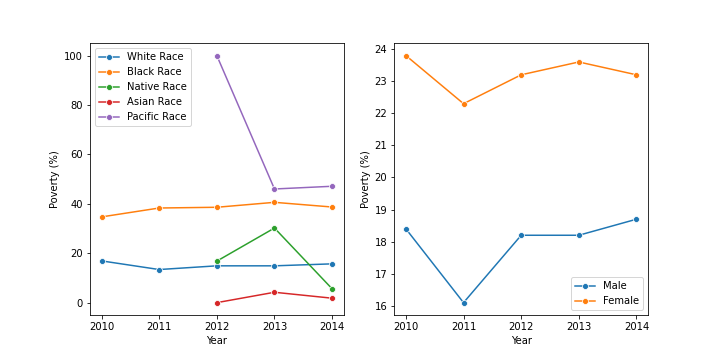 100
80
60
40
20
0
Poverty (%)
White Race
Black Race
Native Race
Asian Race
Pacific Race
2010 2011 2012 2013 2014
Year
24
23
22
21
20
19
18
17
16
Poverty (%)
Male
Female
2010 2011 2012 2013 2014
Year